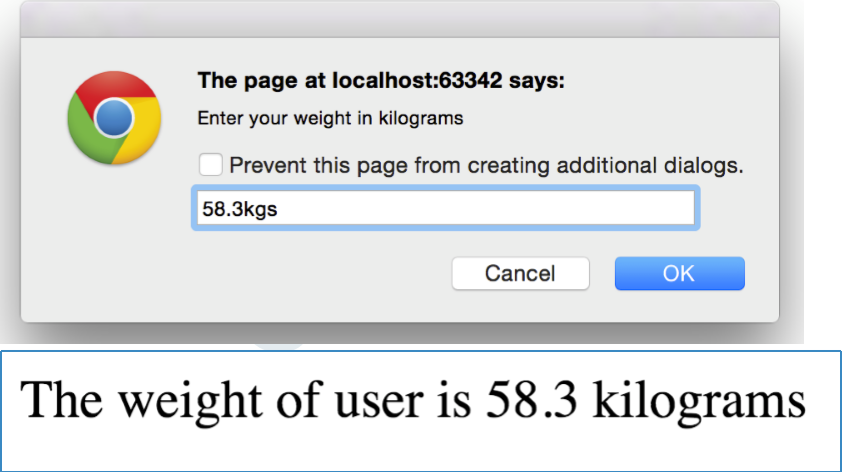 The page at localhost:63342 says:
Enter your weight in kilograms
Prevent this page from creating additional dialogs.
58.3kgs
Cancel OK
The weight of user is 58.3 kilograms